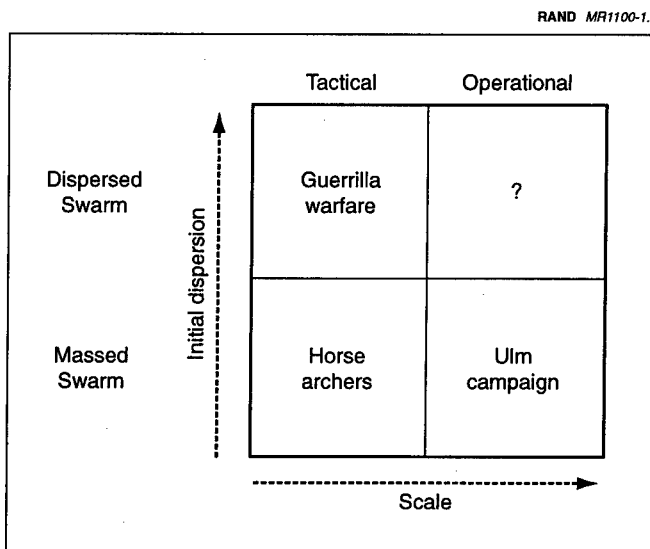 RAND MR1100-1.
Tactical Operational
Dispersed
Swarm
Guerrilla
warfare
?
Initial dispersion
Massed
Swarm
Horse
archers
Ulm
campaign
Scale